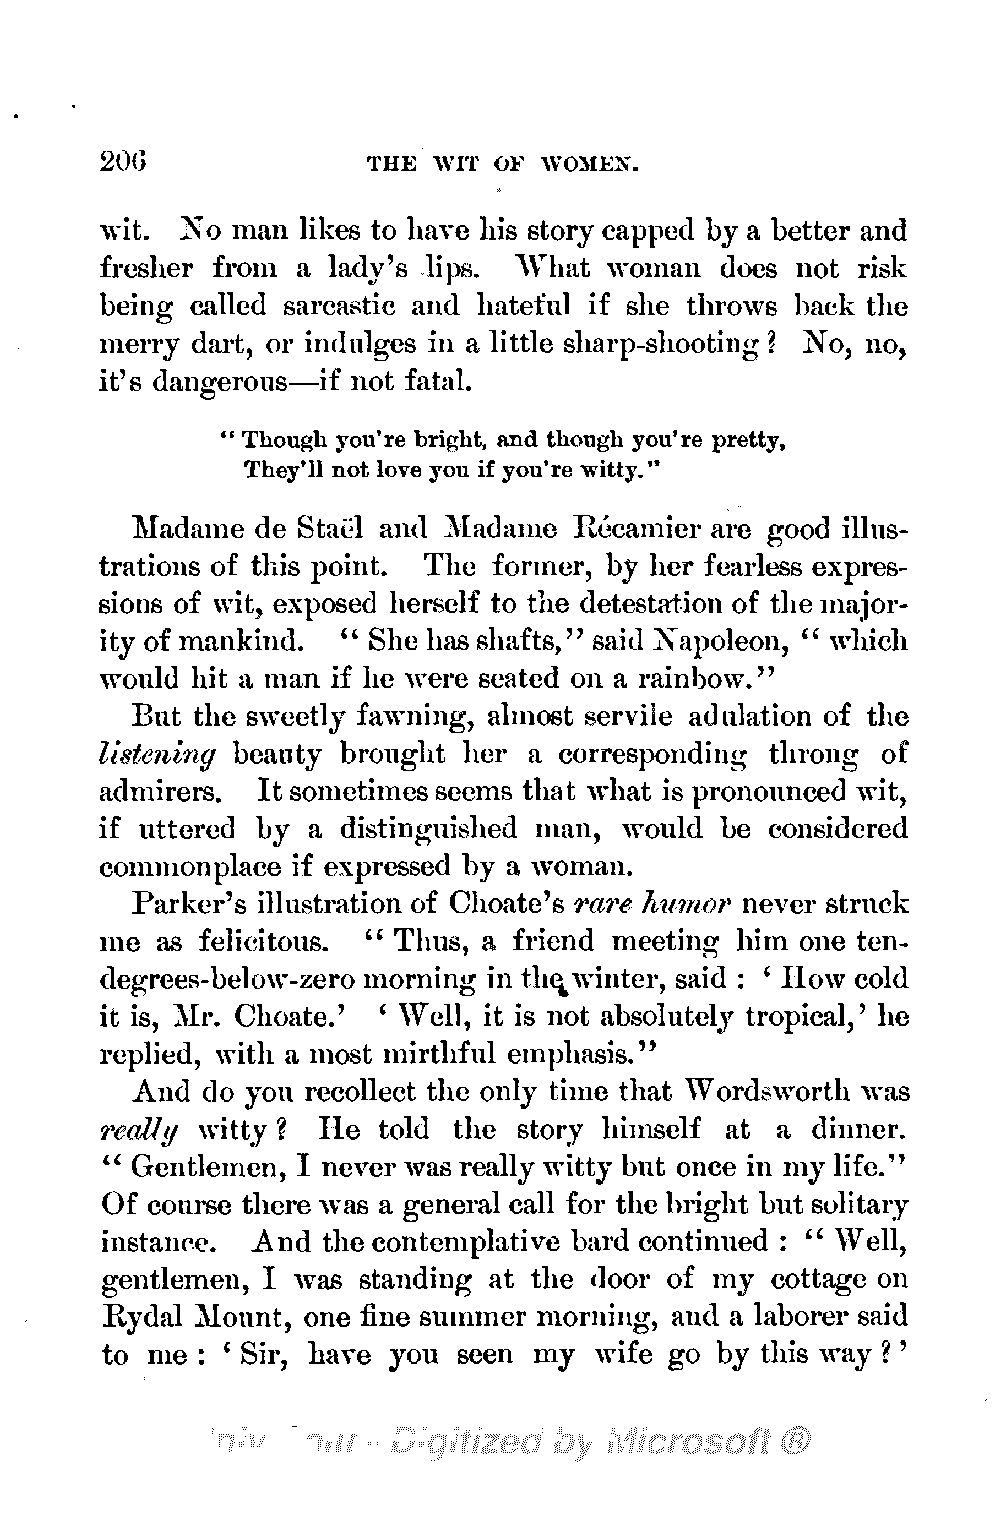 206 THE WIT OF WOMEN.
wit. No man likes to have his story capped by a better and
fresher from a lady's lips. What woman does not risk
being called sarcastic and hateful if she throws back the
merry dart, or indulges in a little sharp-shooting? No, no,
it's dangerous—if not fatal.
"Though you're bright, and though you're pretty,
They'll not love you if you're witty."
Madame de Staël and Madame Récamier are good illus-
trations of this point. The former, by her fearless expres-
sions of wit, exposed herself to the detestation of the major-
ity of mankind. "She has shafts," said Napoleon, "which
would hit a man if he were seated on a rainbow."
But the sweetly fawning, almost servile adulation of the
listening beauty brought her a corresponding throng of
admirers. It sometimes seems that what is pronounced wit,
if uttered by a distinguished man, would be considered
commonplace if expressed by a woman.
Parker's illustration of Choate's rare humor never struck
me as felicitous. "Thus, a friend meeting him one ten-
degrees-below-zero morning in the winter, said: 'How cold
it is, Mr. Choate.' 'Well, it is not absolutely tropical,' he
replied, with a most mirthful emphasis."
And do you recollect the only time that Wordsworth was
really witty? He told the story himself at a dinner.
"Gentlemen, I never was really witty but once in my life."
Of course there was a general call for the bright but solitary
instance. And the contemplative bard continued: "Well,
gentlemen, I was standing at the door of my cottage on
Rydal Mount, one fine summer morning, and a laborer said
to me: 'Sir, have you seen my wife go by this way?'
Digitized by Microsoft ®